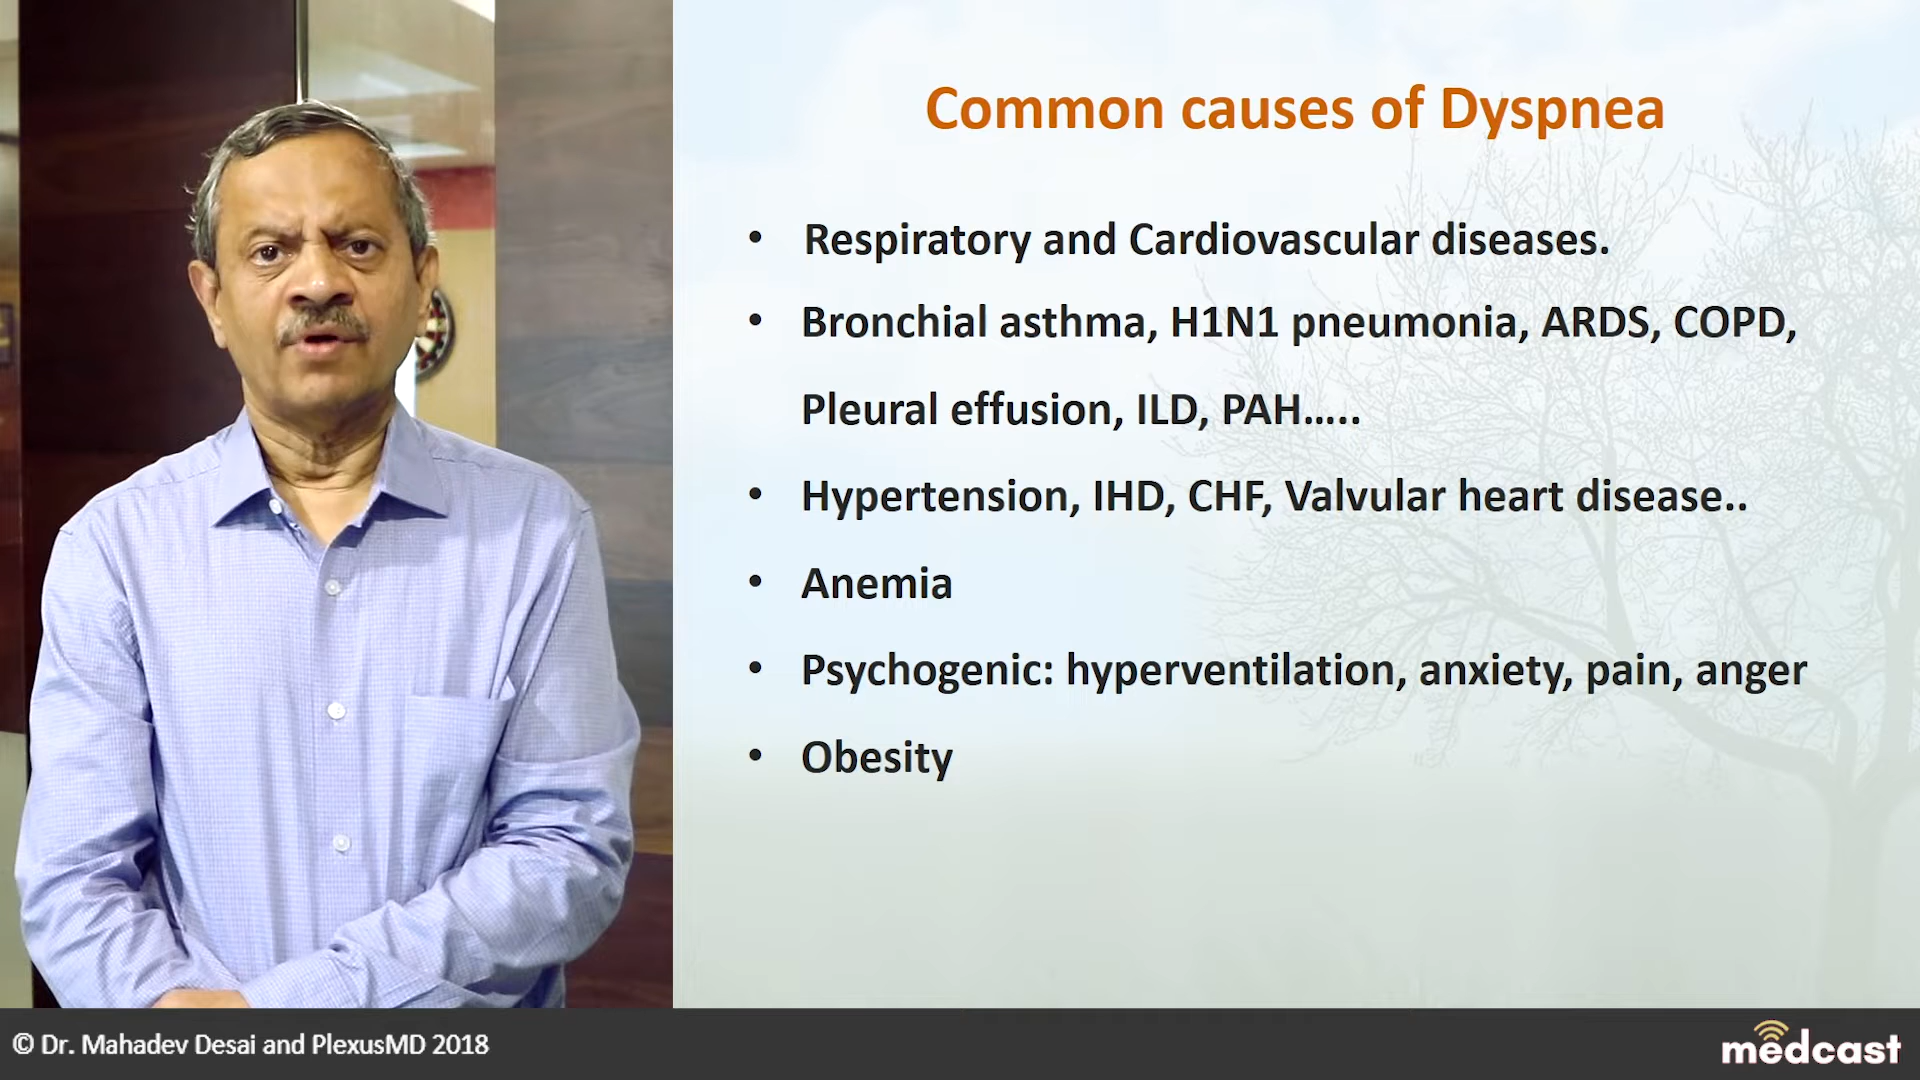 Common causes of Dyspnea
• Respiratory and Cardiovascular diseases.
• Bronchial asthma, H1N1 pneumonia, ARDS, COPD,
Pleural effusion, ILD, PAH.....
• Hypertension, IHD, CHF, Valvular heart disease..
• Anemia
• Psychogenic: hyperventilation, anxiety, pain, anger
• Obesity
© Dr. Mahadev Desai and PlexusMD 2018
medcast